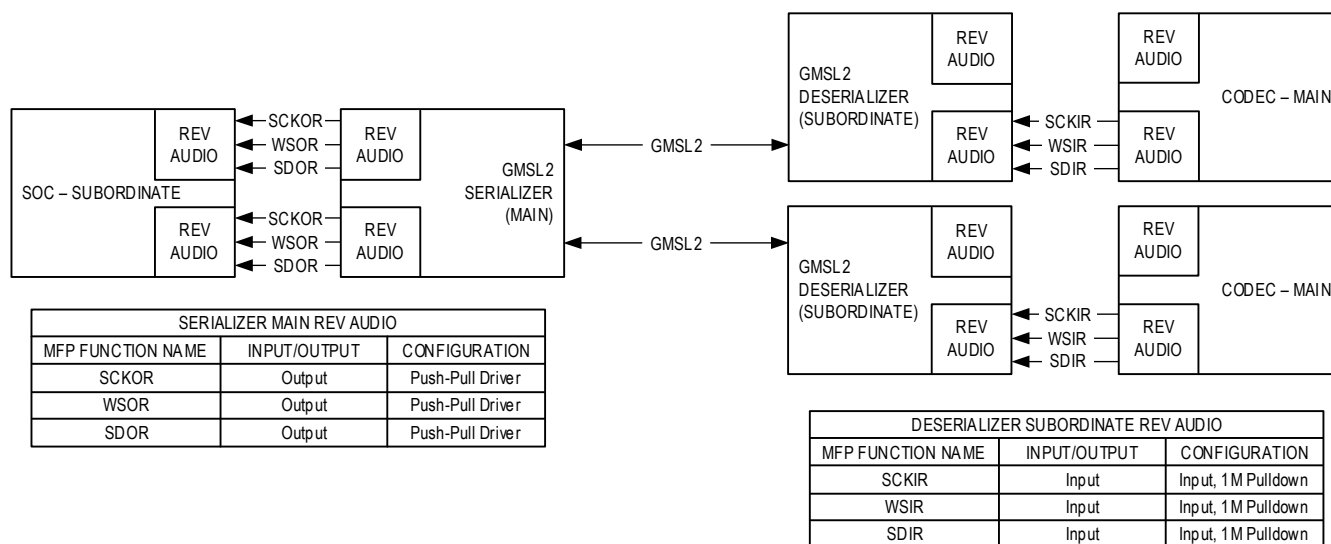 REV
AUDIO
REV
AUDIO
GMSL2
DESERIALIZER
(SUBORDINATE)
CODEC – MAIN
REV
AUDIO
SCKIR
WSIR
SDIR
REV
AUDIO
SOC – SUBORDINATE
REV
AUDIO
SCKOR
WSOR
SDOR
REV
AUDIO
GMSL2
SERIALIZER
(MAIN)
REV
AUDIO
SCKOR
WSOR
SDOR
REV
AUDIO
GMSL2
GMSL2
REV
AUDIO
REV
AUDIO
GMSL2
DESERIALIZER
(SUBORDINATE)
CODEC – MAIN
REV
AUDIO
SCKIR
WSIR
SDIR
REV
AUDIO
SERIALIZER MAIN REV AUDIO
MFP FUNCTION NAME INPUT/OUTPUT CONFIGURATION
SCKOR Output Push-Pull Driver
WSOR Output Push-Pull Driver
SDOR Output Push-Pull Driver
DESERIALIZER SUBORDINATE REV AUDIO
MFP FUNCTION NAME INPUT/OUTPUT CONFIGURATION
SCKIR Input Input, 1M Pulldown
WSIR Input Input, 1M Pulldown
SDIR Input Input, 1M Pulldown